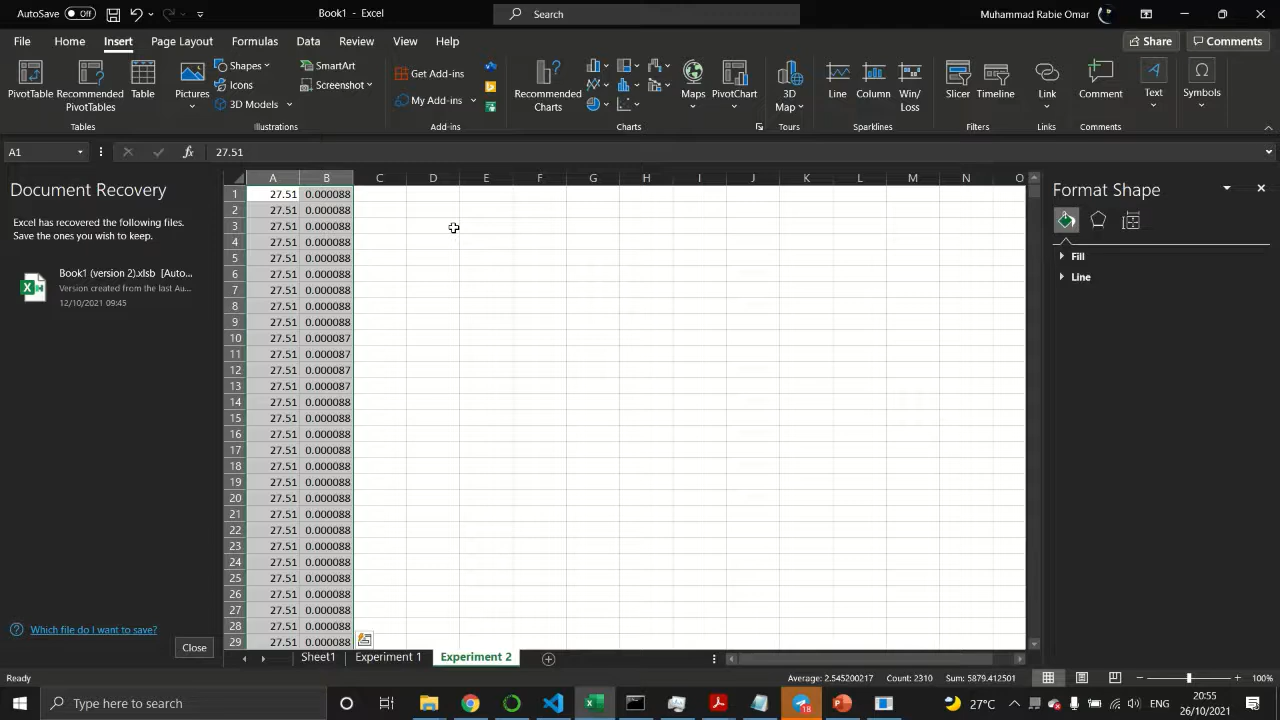 AutoSave Off Book1 - Excel Search Muhammad Rabie Omar
File Home Insert Page Layout Formulas Data Review View Help Share Comments
PivotTable Recommended PivotTables Table Pictures Shapes Icons 3D Models SmartArt Screenshot Get Add-ins My Add-ins Recommended Charts Maps PivotChart 3D Map Line Column Win/Loss Slicer Timeline Link Comment Text Symbols
Tables Illustrations Add-ins Charts Tours Sparklines Filters Links Comments
A1 fx 27.51
Document Recovery
Excel has recovered the following files.
Save the ones you wish to keep.
Book1 (version 2).xlsb [Auto...
Version created from the last Au...
12/10/2021 09:45
Which file do I want to save?
Close
A B C D E F G H I J K L M N O
1 27.51 0.000088
2 27.51 0.000088
3 27.51 0.000088
4 27.51 0.000088
5 27.51 0.000088
6 27.51 0.000088
7 27.51 0.000088
8 27.51 0.000088
9 27.51 0.000088
10 27.51 0.000087
11 27.51 0.000087
12 27.51 0.000087
13 27.51 0.000087
14 27.51 0.000088
15 27.51 0.000088
16 27.51 0.000088
17 27.51 0.000088
18 27.51 0.000088
19 27.51 0.000088
20 27.51 0.000088
21 27.51 0.000088
22 27.51 0.000088
23 27.51 0.000088
24 27.51 0.000088
25 27.51 0.000088
26 27.51 0.000088
27 27.51 0.000088
28 27.51 0.000088
29 27.51 0.000088
Format Shape
Fill
Line
Sheet1 Experiment 1 Experiment 2
Ready Average: 2.545200217 Count: 2310 Sum: 5879.412501 100%
Type here to search 18 27°C ENG 20:55
26/10/2021